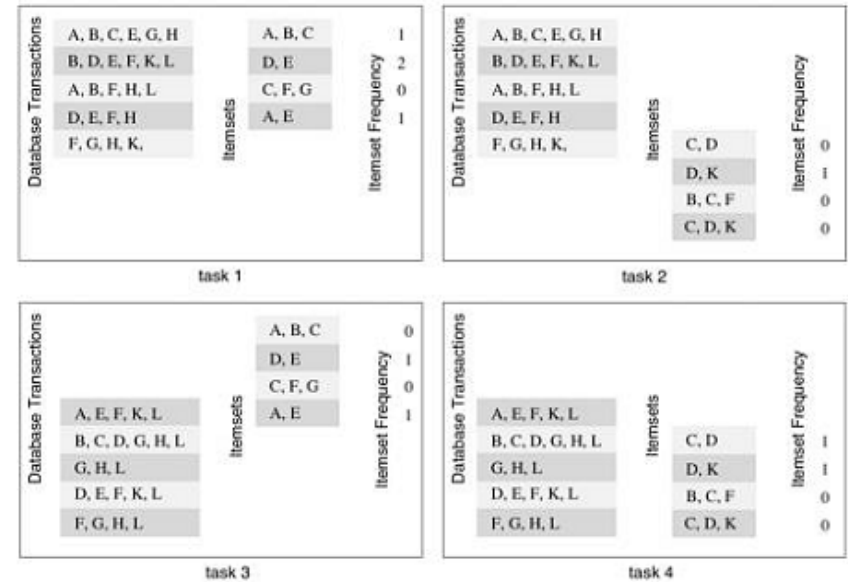 Database Transactions
A, B, C, E, G, H
B, D, E, F, K, L
A, B, F, H, L
D, E, F, H
F, G, H, K,
Itemsets
A, B, C
D, E
C, F, G
A, E
Itemset Frequency
1
2
0
1
task 1
Database Transactions
A, B, C, E, G, H
B, D, E, F, K, L
A, B, F, H, L
D, E, F, H
F, G, H, K,
Itemsets
C, D
D, K
B, C, F
C, D, K
Itemset Frequency
0
1
0
0
task 2
Database Transactions
A, E, F, K, L
B, C, D, G, H, L
G, H, L
D, E, F, K, L
F, G, H, L
Itemsets
A, B, C
D, E
C, F, G
A, E
Itemset Frequency
0
1
0
1
task 3
Database Transactions
A, E, F, K, L
B, C, D, G, H, L
G, H, L
D, E, F, K, L
F, G, H, L
Itemsets
C, D
D, K
B, C, F
C, D, K
Itemset Frequency
1
1
0
0
task 4